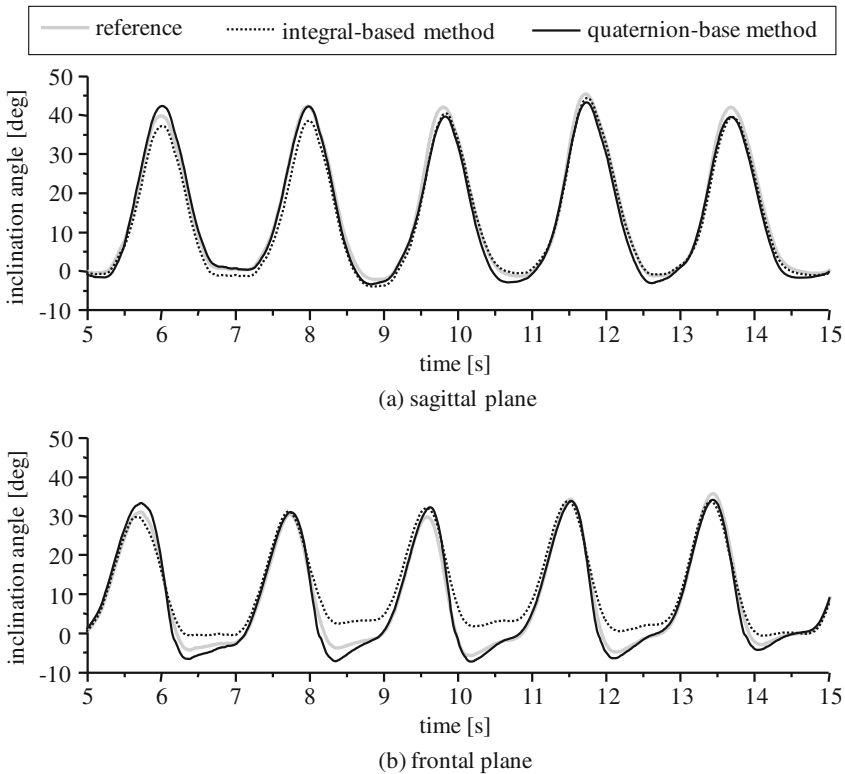 reference integral-based method quaternion-base method
50
40
30
20
10
0
-10
inclination angle [deg]
5 6 7 8 9 10 11 12 13 14 15
time [s]
(a) sagittal plane
50
40
30
20
10
0
-10
inclination angle [deg]
5 6 7 8 9 10 11 12 13 14 15
time [s]
(b) frontal plane